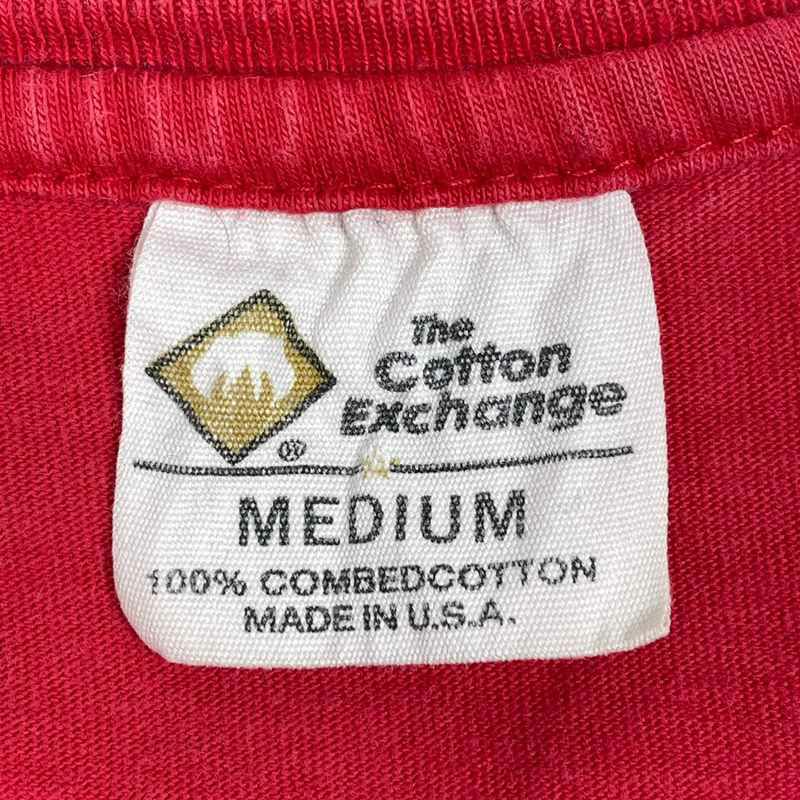 The
Cotton
Exchange
®
MEDIUM
100% COMBEDCOTTON
MADE IN U.S.A.